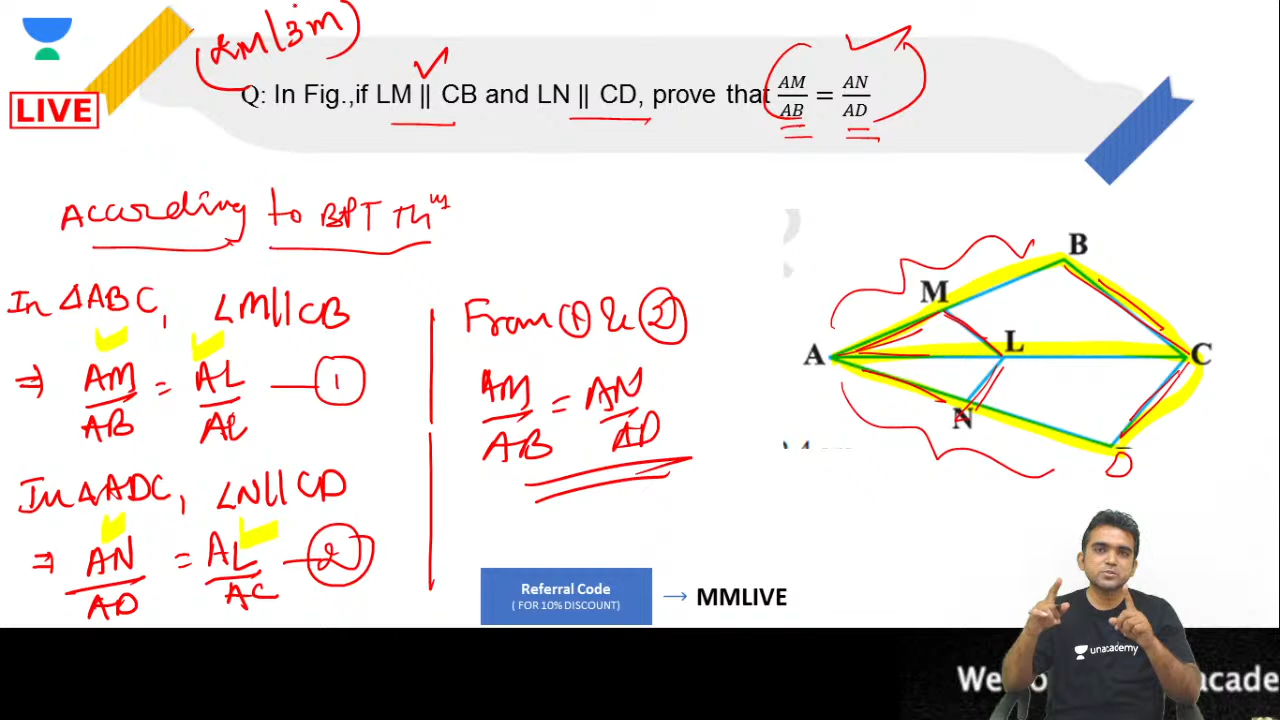 2M/3M
LIVE
Q: In Fig.,if LM || CB and LN || CD, prove that AM/AB = AN/AD
According to BPT Thm
In △ABC, LM||CB
⇒ AM/AB = AL/AC — ①
In △ADC, LN||CD
⇒ AN/AD = AL/AC — ②
From ① & ②
AM/AB = AN/AD
B
M
A
L
C
N
D
Referral Code
( FOR 10% DISCOUNT)
→ MMLIVE
unacademy